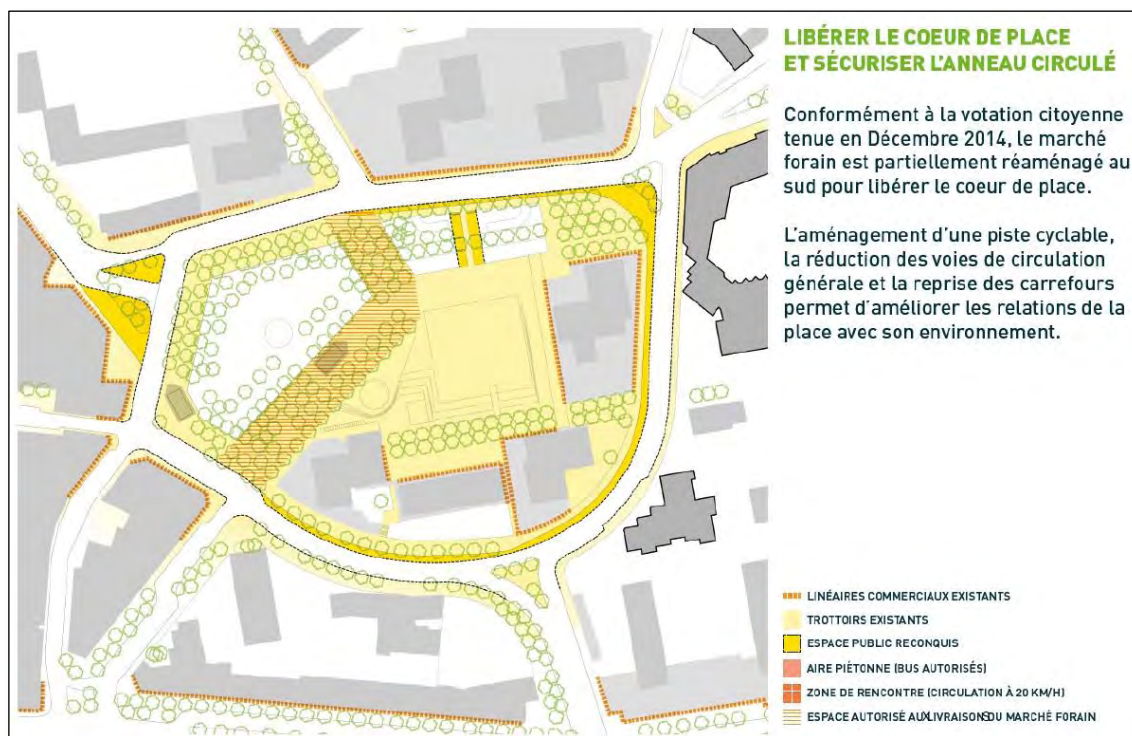 LIBÉRER LE COEUR DE PLACE
ET SÉCURISER L'ANNEAU CIRCULÉ
Conformément à la votation citoyenne
tenue en Décembre 2014, le marché
forain est partiellement réaménagé au
sud pour libérer le coeur de place.
L'aménagement d'une piste cyclable,
la réduction des voies de circulation
générale et la reprise des carrefours
permet d'améliorer les relations de la
place avec son environnement.
LINÉAIRES COMMERCIAUX EXISTANTS
TROTTOIRS EXISTANTS
ESPACE PUBLIC RECONQUIS
AIRE PIÉTONNE (BUS AUTORISÉS)
ZONE DE RENCONTRE (CIRCULATION À 20 KM/H)
ESPACE AUTORISÉ AUX LIVRAISONS DU MARCHÉ FORAIN